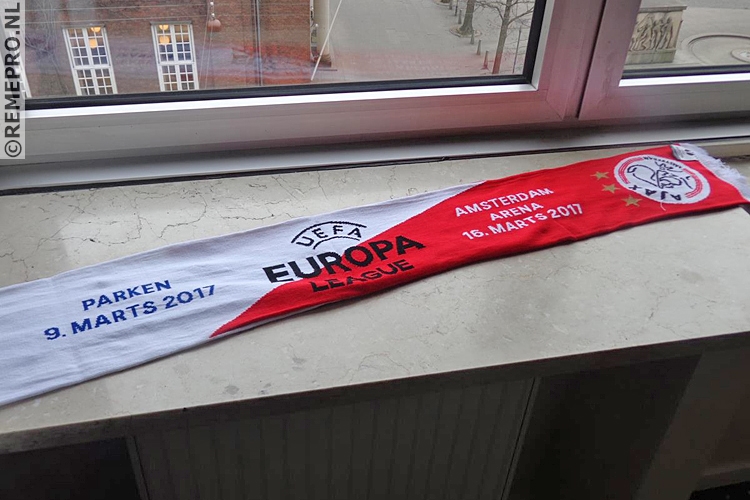 ©REMEPRO.NL
PARKEN
9. MARTS 2017
UEFA
EUROPA
LEAGUE
AMSTERDAM
ARENA
16. MARTS 2017
AJAX